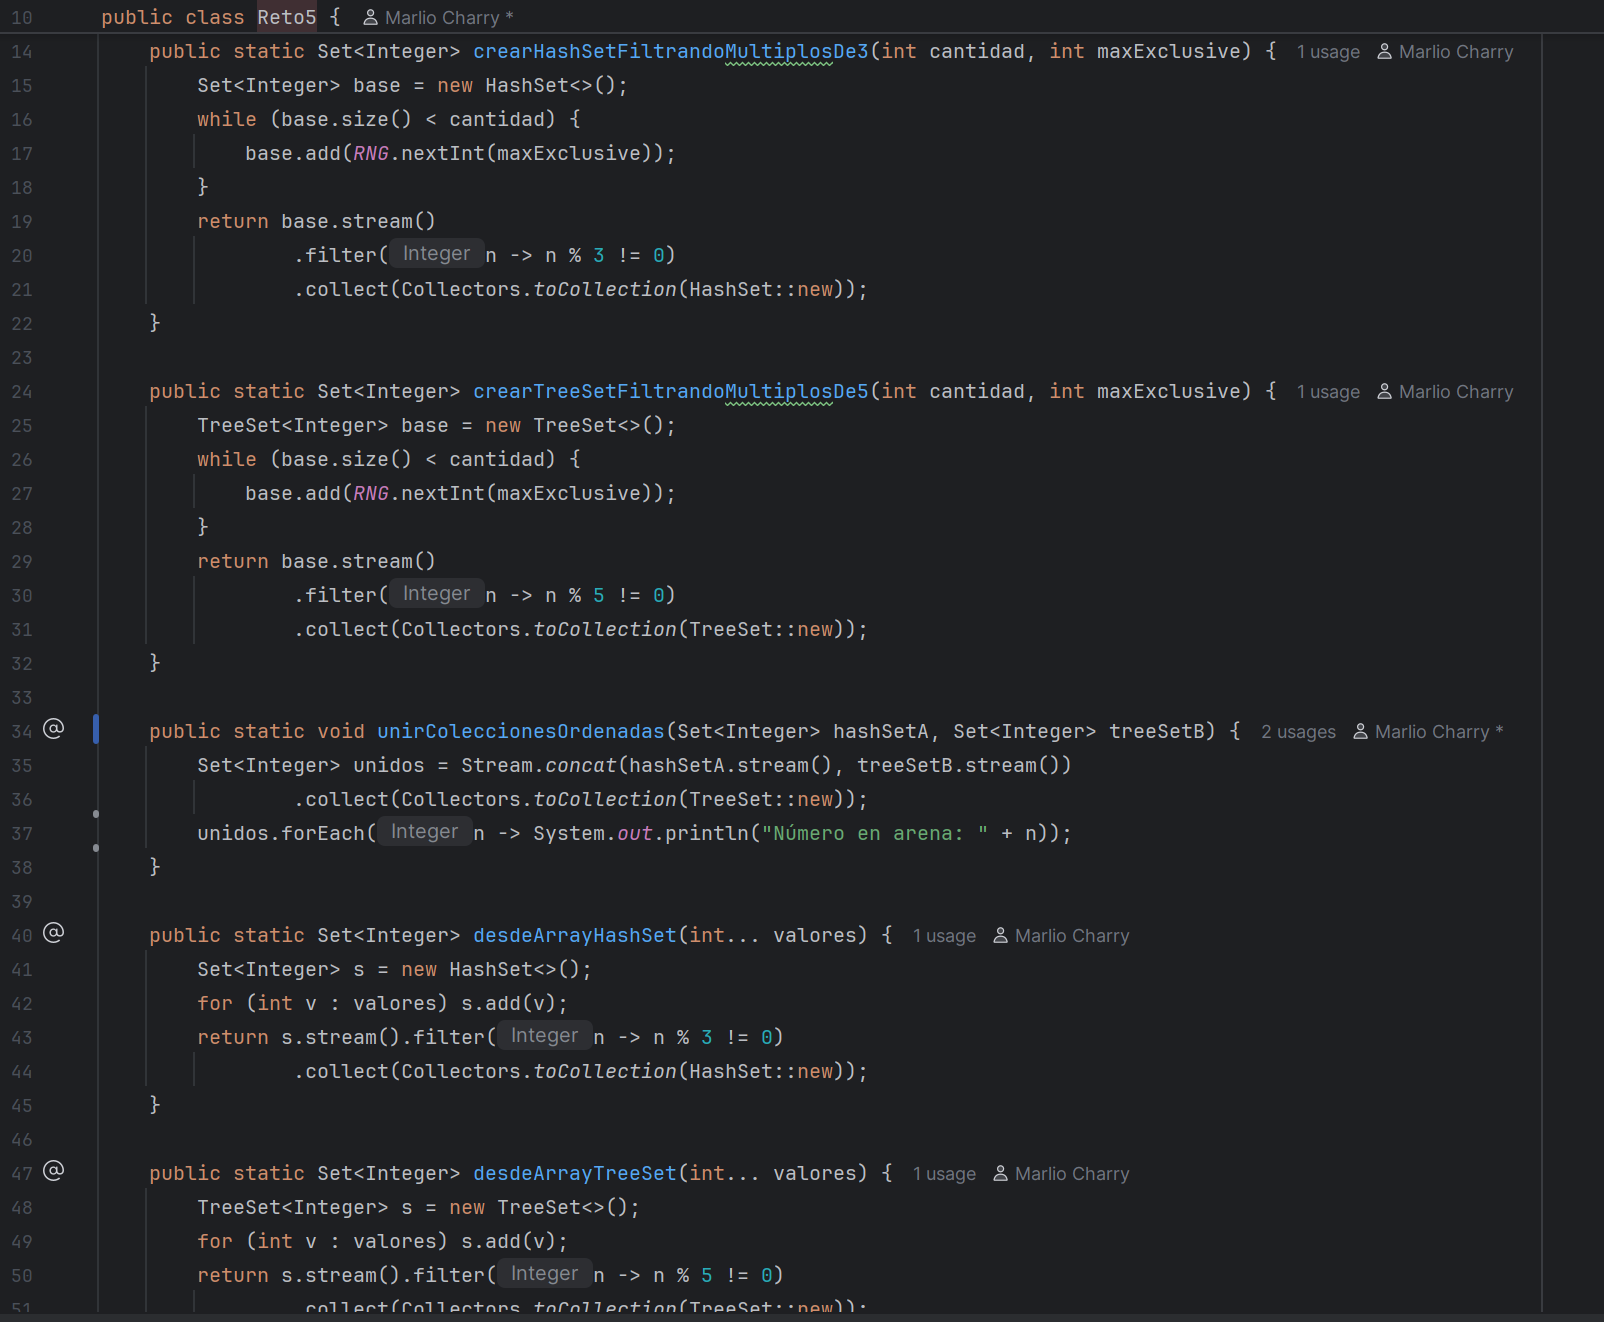 10 public class Reto5 { Marlio Charry *
14 public static Set<Integer> crearHashSetFiltrandoMultiplosDe3(int cantidad, int maxExclusive) { 1 usage Marlio Charry
15 Set<Integer> base = new HashSet<>();
16 while (base.size() < cantidad) {
17 base.add(RNG.nextInt(maxExclusive));
18 }
19 return base.stream()
20 .filter( Integer n -> n % 3 != 0)
21 .collect(Collectors.toCollection(HashSet::new));
22 }
23
24 public static Set<Integer> crearTreeSetFiltrandoMultiplosDe5(int cantidad, int maxExclusive) { 1 usage Marlio Charry
25 TreeSet<Integer> base = new TreeSet<>();
26 while (base.size() < cantidad) {
27 base.add(RNG.nextInt(maxExclusive));
28 }
29 return base.stream()
30 .filter( Integer n -> n % 5 != 0)
31 .collect(Collectors.toCollection(TreeSet::new));
32 }
33
34 @ public static void unirColeccionesOrdenadas(Set<Integer> hashSetA, Set<Integer> treeSetB) { 2 usages Marlio Charry *
35 Set<Integer> unidos = Stream.concat(hashSetA.stream(), treeSetB.stream())
36 .collect(Collectors.toCollection(TreeSet::new));
37 unidos.forEach( Integer n -> System.out.println("Número en arena: " + n));
38 }
39
40 @ public static Set<Integer> desdeArrayHashSet(int... valores) { 1 usage Marlio Charry
41 Set<Integer> s = new HashSet<>();
42 for (int v : valores) s.add(v);
43 return s.stream().filter( Integer n -> n % 3 != 0)
44 .collect(Collectors.toCollection(HashSet::new));
45 }
46
47 @ public static Set<Integer> desdeArrayTreeSet(int... valores) { 1 usage Marlio Charry
48 TreeSet<Integer> s = new TreeSet<>();
49 for (int v : valores) s.add(v);
50 return s.stream().filter( Integer n -> n % 5 != 0)
51 .collect(Collectors.toCollection(TreeSet::new));